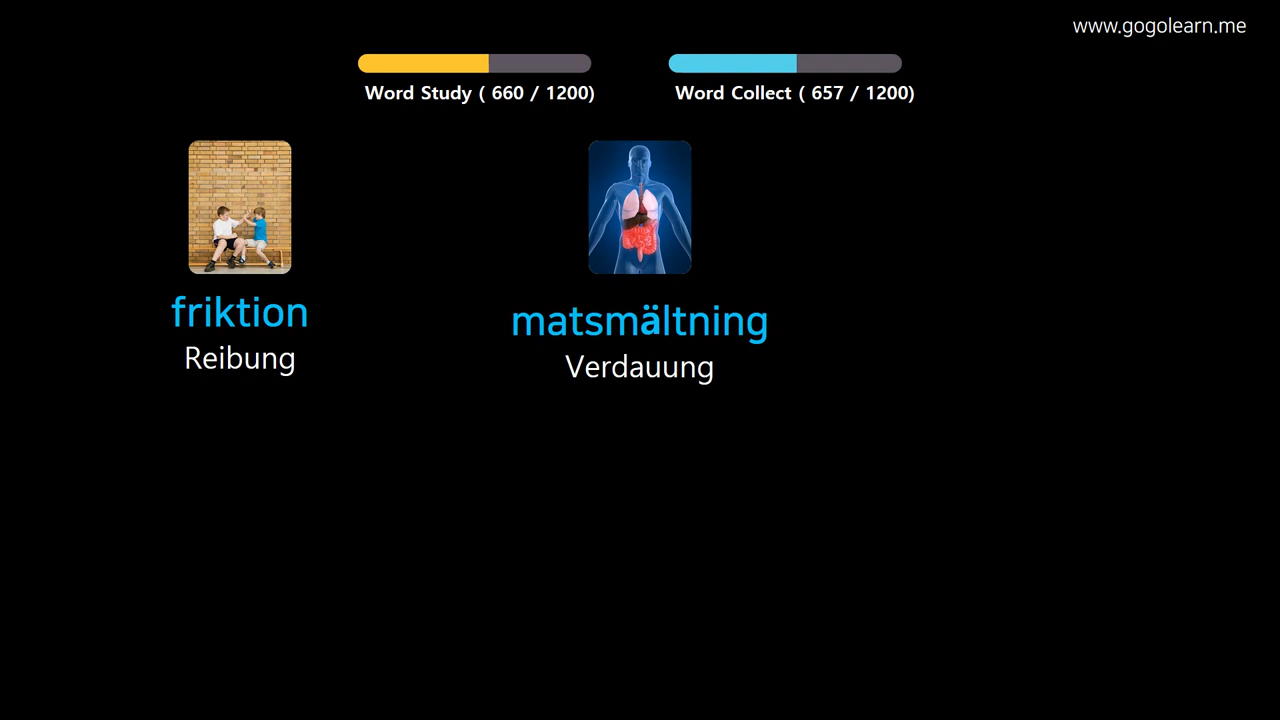 www.gogolearn.me
Word Study ( 660 / 1200)
Word Collect ( 657 / 1200)
friktion
Reibung
matsmältning
Verdauung